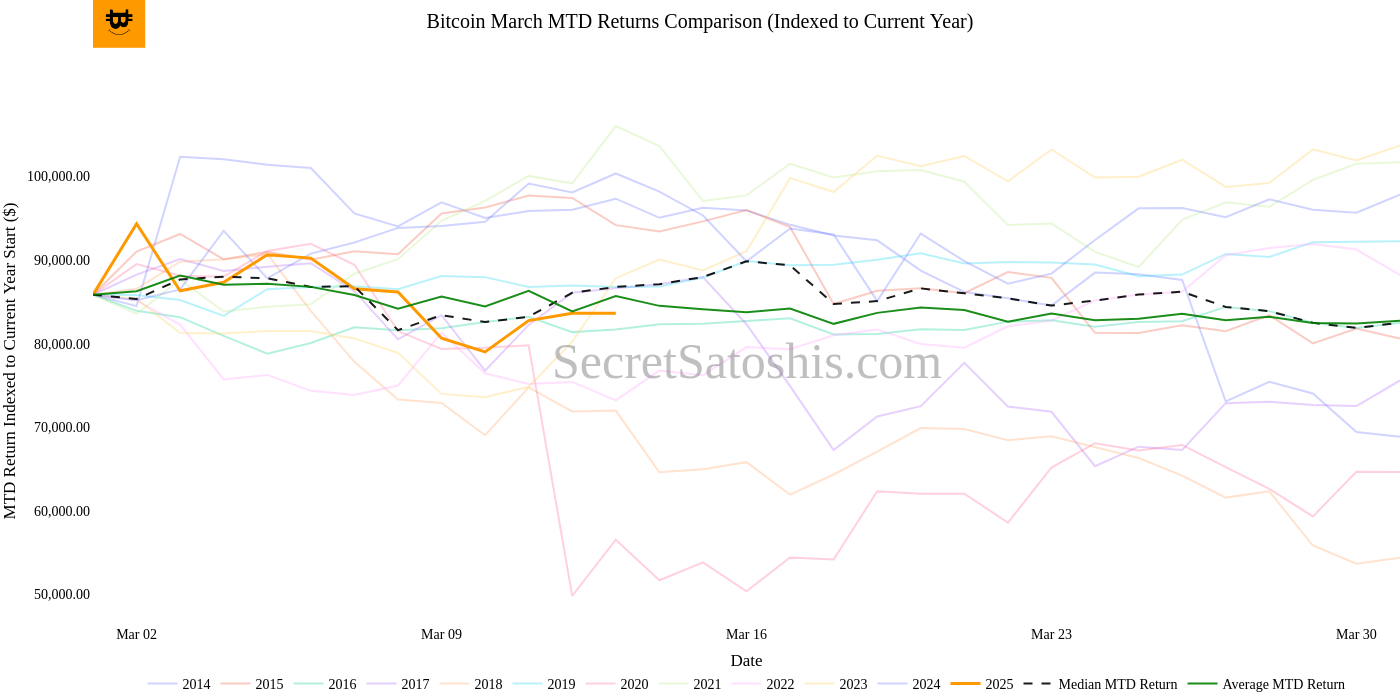 Bitcoin March MTD Returns Comparison (Indexed to Current Year)
MTD Return Indexed to Current Year Start ($)
100,000.00
90,000.00
80,000.00
70,000.00
60,000.00
50,000.00
SecretSatoshis.com
Mar 02 Mar 09 Mar 16 Mar 23 Mar 30
Date
2014 2015 2016 2017 2018 2019 2020 2021 2022 2023 2024 2025 Median MTD Return Average MTD Return